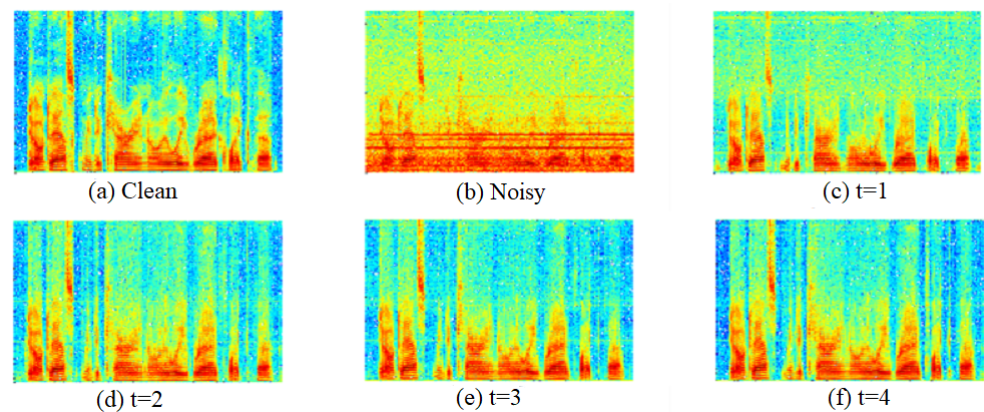 (a) Clean
(b) Noisy
(c) t=1
(d) t=2
(e) t=3
(f) t=4